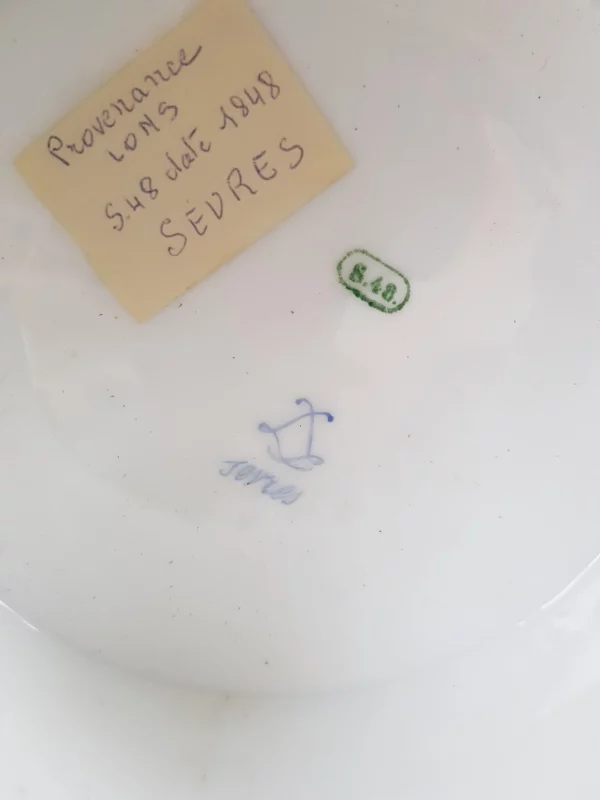 Provenance
LONS
S.48 date 1848
SEVRES
S.48.
sevres